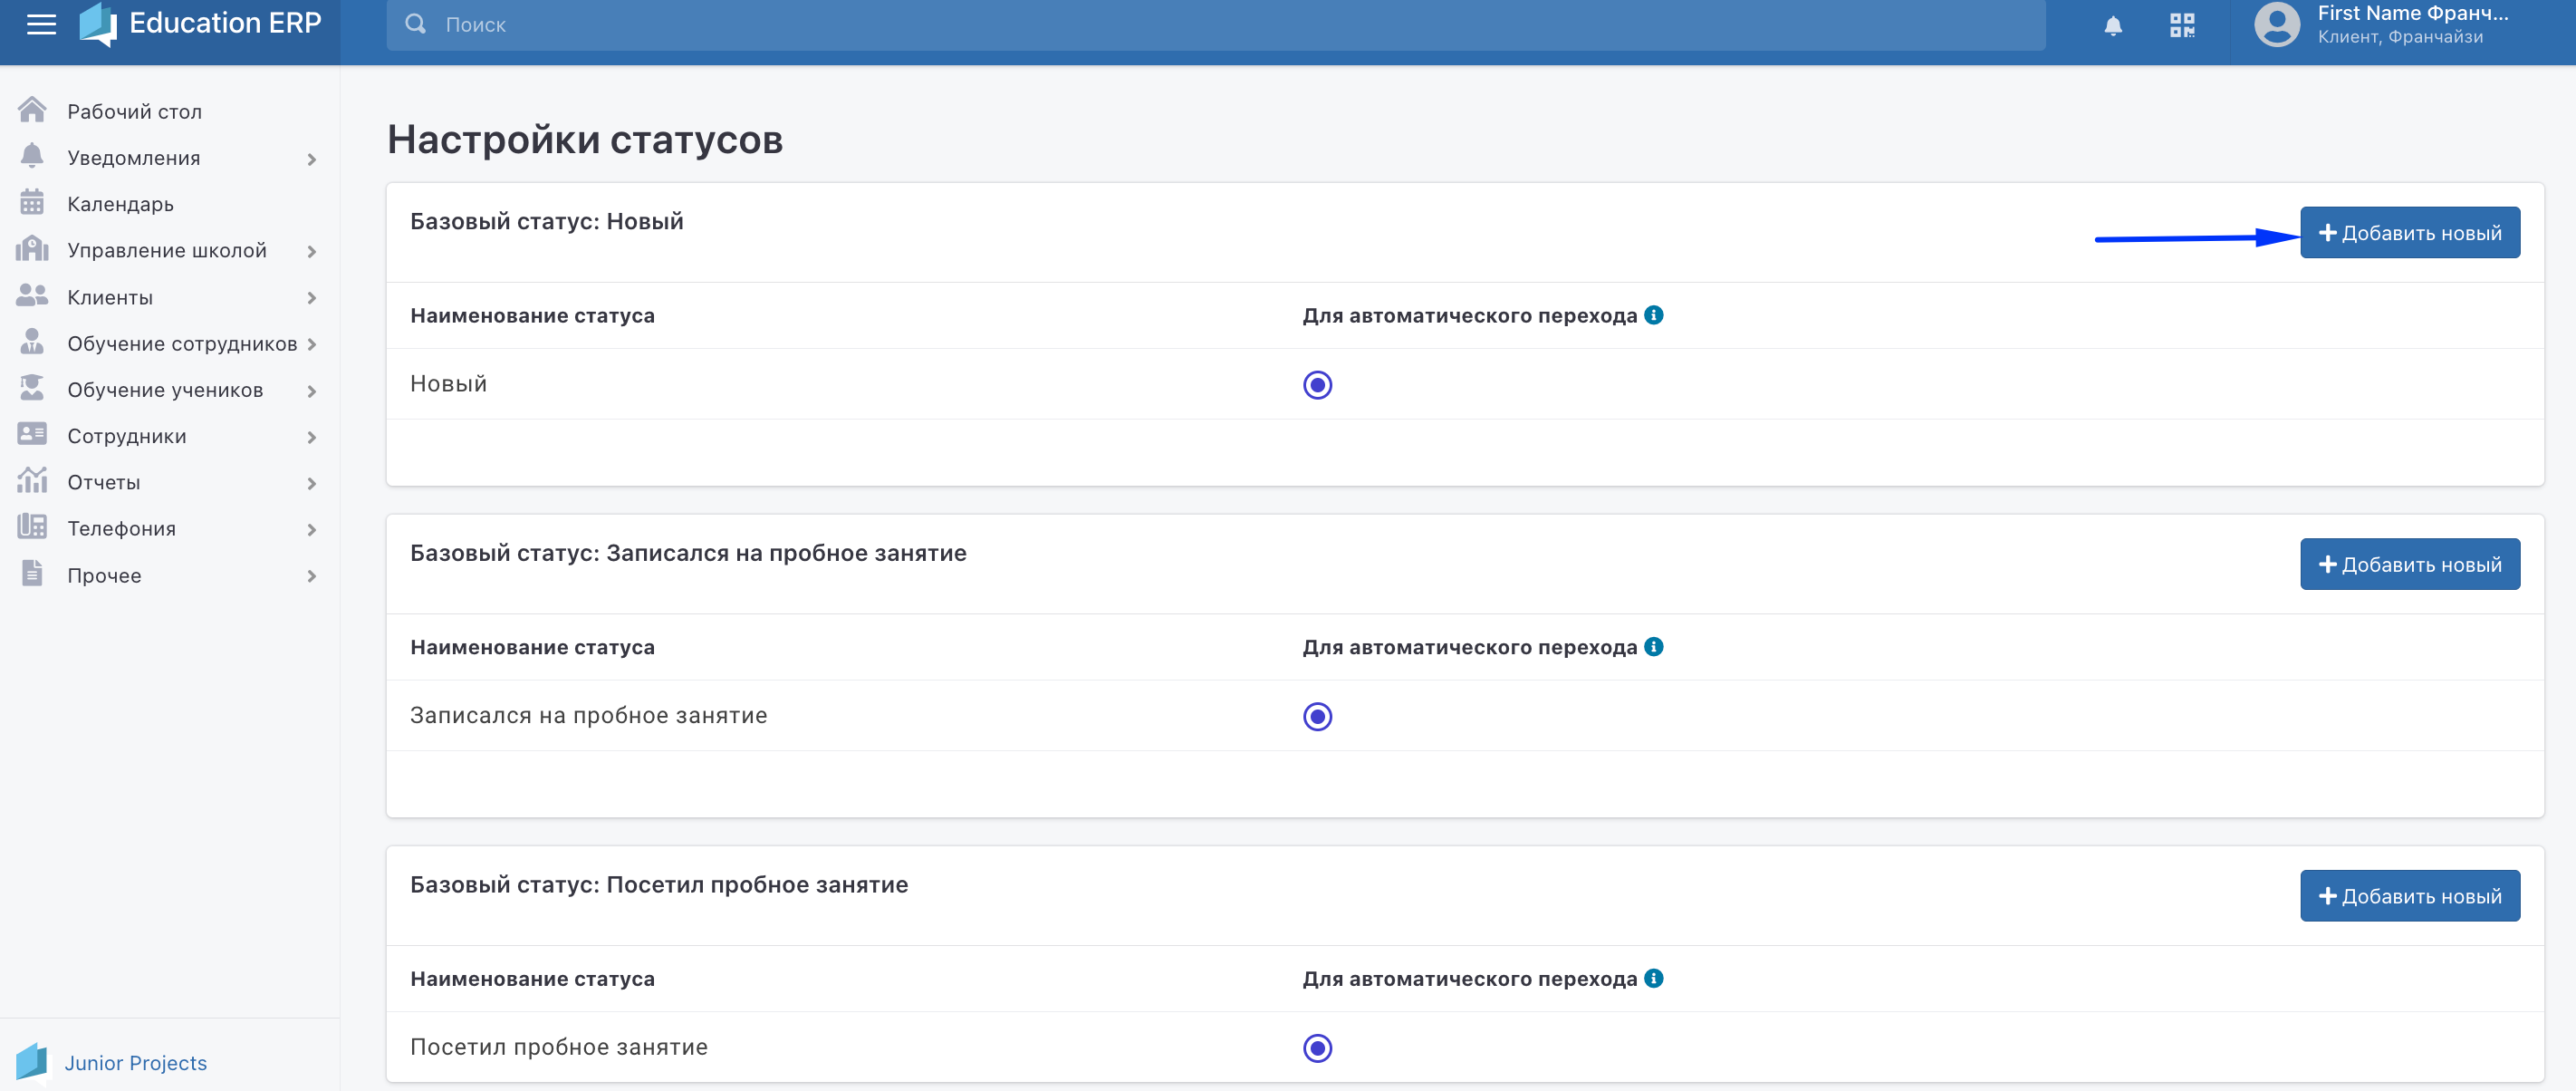 Education ERP
Поиск
First Name Франч...
Клиент, Франчайзи
Рабочий стол
Уведомления
Календарь
Управление школой
Клиенты
Обучение сотрудников
Обучение учеников
Сотрудники
Отчеты
Телефония
Прочее
Junior Projects
Настройки статусов
Базовый статус: Новый
Добавить новый
Наименование статуса
Для автоматического перехода
Новый
Базовый статус: Записался на пробное занятие
Добавить новый
Наименование статуса
Для автоматического перехода
Записался на пробное занятие
Базовый статус: Посетил пробное занятие
Добавить новый
Наименование статуса
Для автоматического перехода
Посетил пробное занятие